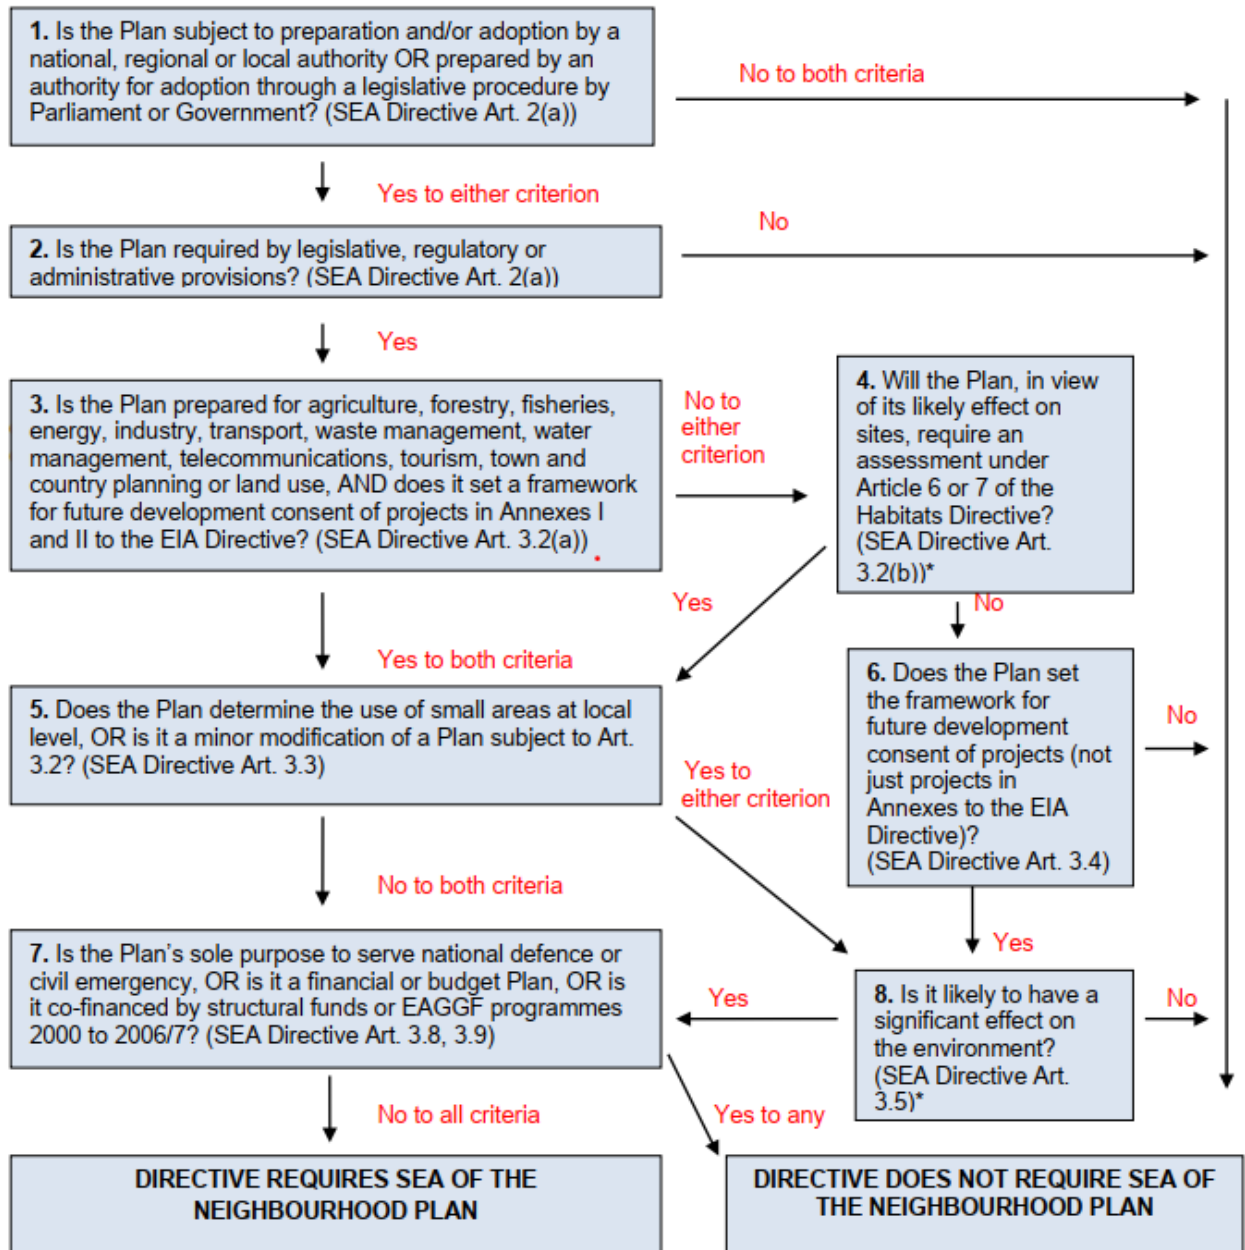 1. Is the Plan subject to preparation and/or adoption by a
national, regional or local authority OR prepared by an
authority for adoption through a legislative procedure by
Parliament or Government? (SEA Directive Art. 2(a))
No to both criteria
Yes to either criterion
2. Is the Plan required by legislative, regulatory or
administrative provisions? (SEA Directive Art. 2(a))
No
Yes
3. Is the Plan prepared for agriculture, forestry, fisheries,
energy, industry, transport, waste management, water
management, telecommunications, tourism, town and
country planning or land use, AND does it set a framework
for future development consent of projects in Annexes I
and II to the EIA Directive? (SEA Directive Art. 3.2(a))
No to
either
criterion
4. Will the Plan, in view
of its likely effect on
sites, require an
assessment under
Article 6 or 7 of the
Habitats Directive?
(SEA Directive Art.
3.2(b))*
Yes
No
Yes to both criteria
5. Does the Plan determine the use of small areas at local
level, OR is it a minor modification of a Plan subject to Art.
3.2? (SEA Directive Art. 3.3)
Yes to
either criterion
6. Does the Plan set
the framework for
future development
consent of projects (not
just projects in
Annexes to the EIA
Directive)?
(SEA Directive Art. 3.4)
No
No to both criteria
Yes
7. Is the Plan's sole purpose to serve national defence or
civil emergency, OR is it a financial or budget Plan, OR is
it co-financed by structural funds or EAGGF programmes
2000 to 2006/7? (SEA Directive Art. 3.8, 3.9)
Yes
8. Is it likely to have a
significant effect on
the environment?
(SEA Directive Art.
3.5)*
No
No to all criteria
Yes to any
DIRECTIVE REQUIRES SEA OF THE
NEIGHBOURHOOD PLAN
DIRECTIVE DOES NOT REQUIRE SEA OF
THE NEIGHBOURHOOD PLAN